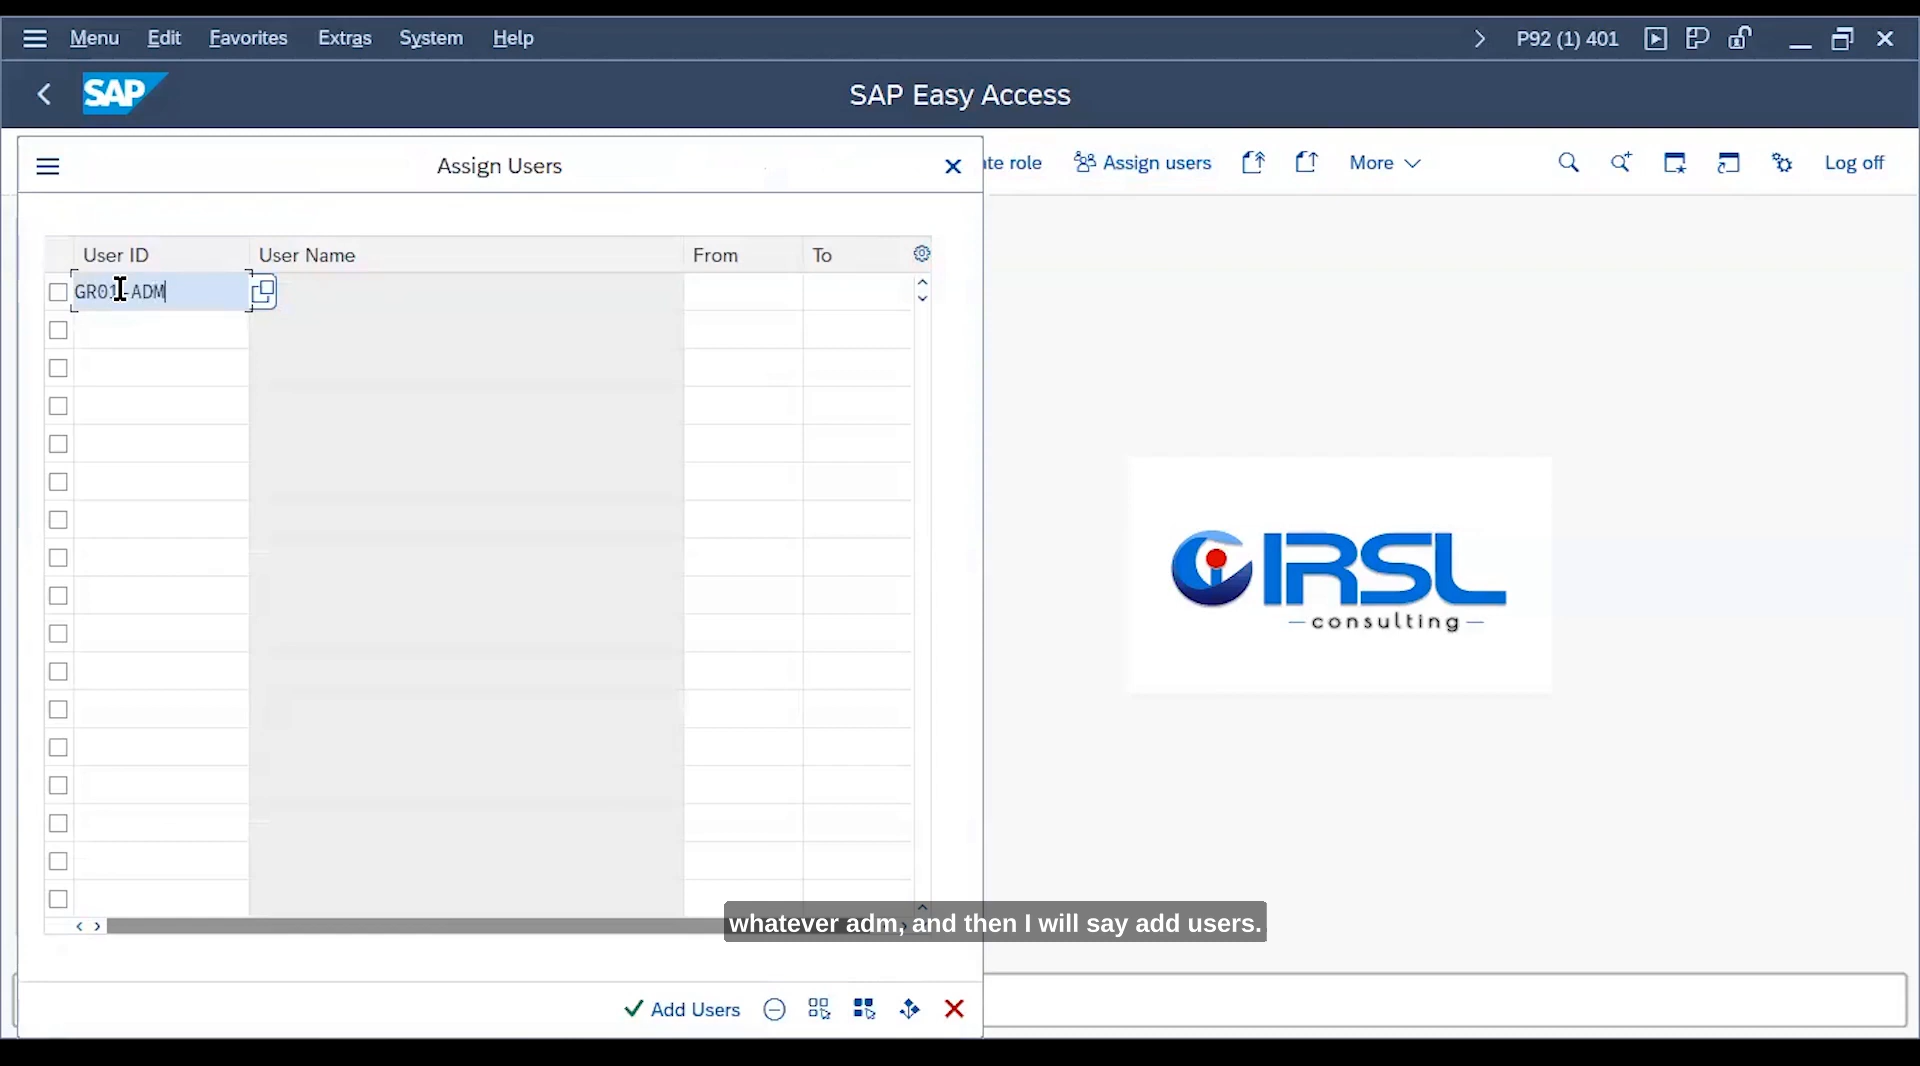 Menu Edit Favorites Extras System Help P92 (1) 401
SAP SAP Easy Access
Assign Users
te role Assign users More Log off
User ID User Name From To
GR01-ADM
IRSL
consulting
whatever adm, and then I will say add users.
Add Users